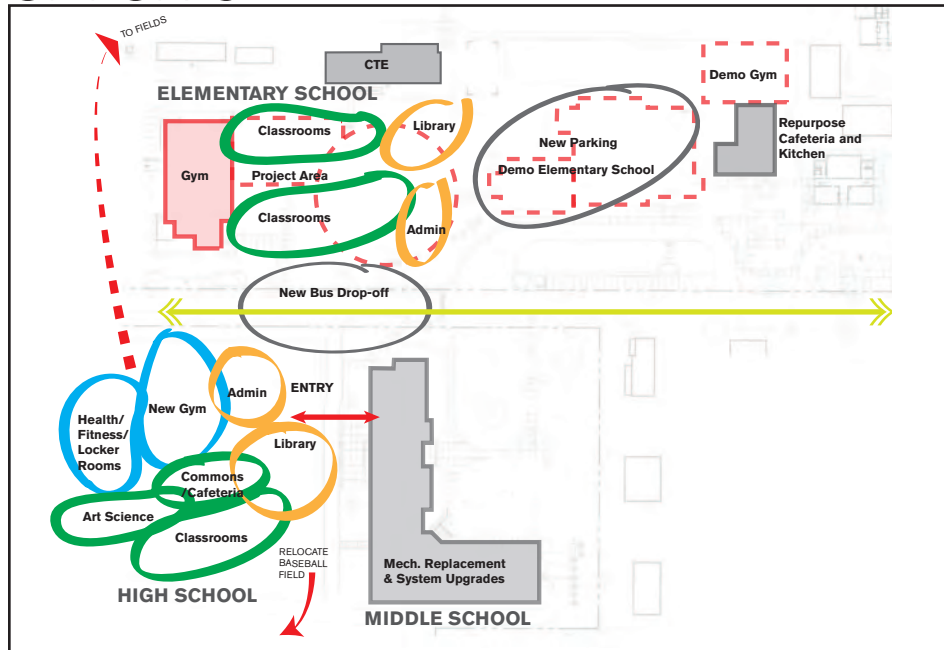 TO FIELDS
CTE
Demo Gym
ELEMENTARY SCHOOL
Classrooms
Library
New Parking
Repurpose
Cafeteria and
Kitchen
Gym
Project Area
Demo Elementary School
Classrooms
Admin
New Bus Drop-off
Admin
ENTRY
New Gym
Health/
Fitness/
Locker
Rooms
Library
Commons
/Cafeteria
Art Science
Classrooms
RELOCATE
BASEBALL
FIELD
Mech. Replacement
& System Upgrades
HIGH SCHOOL
MIDDLE SCHOOL